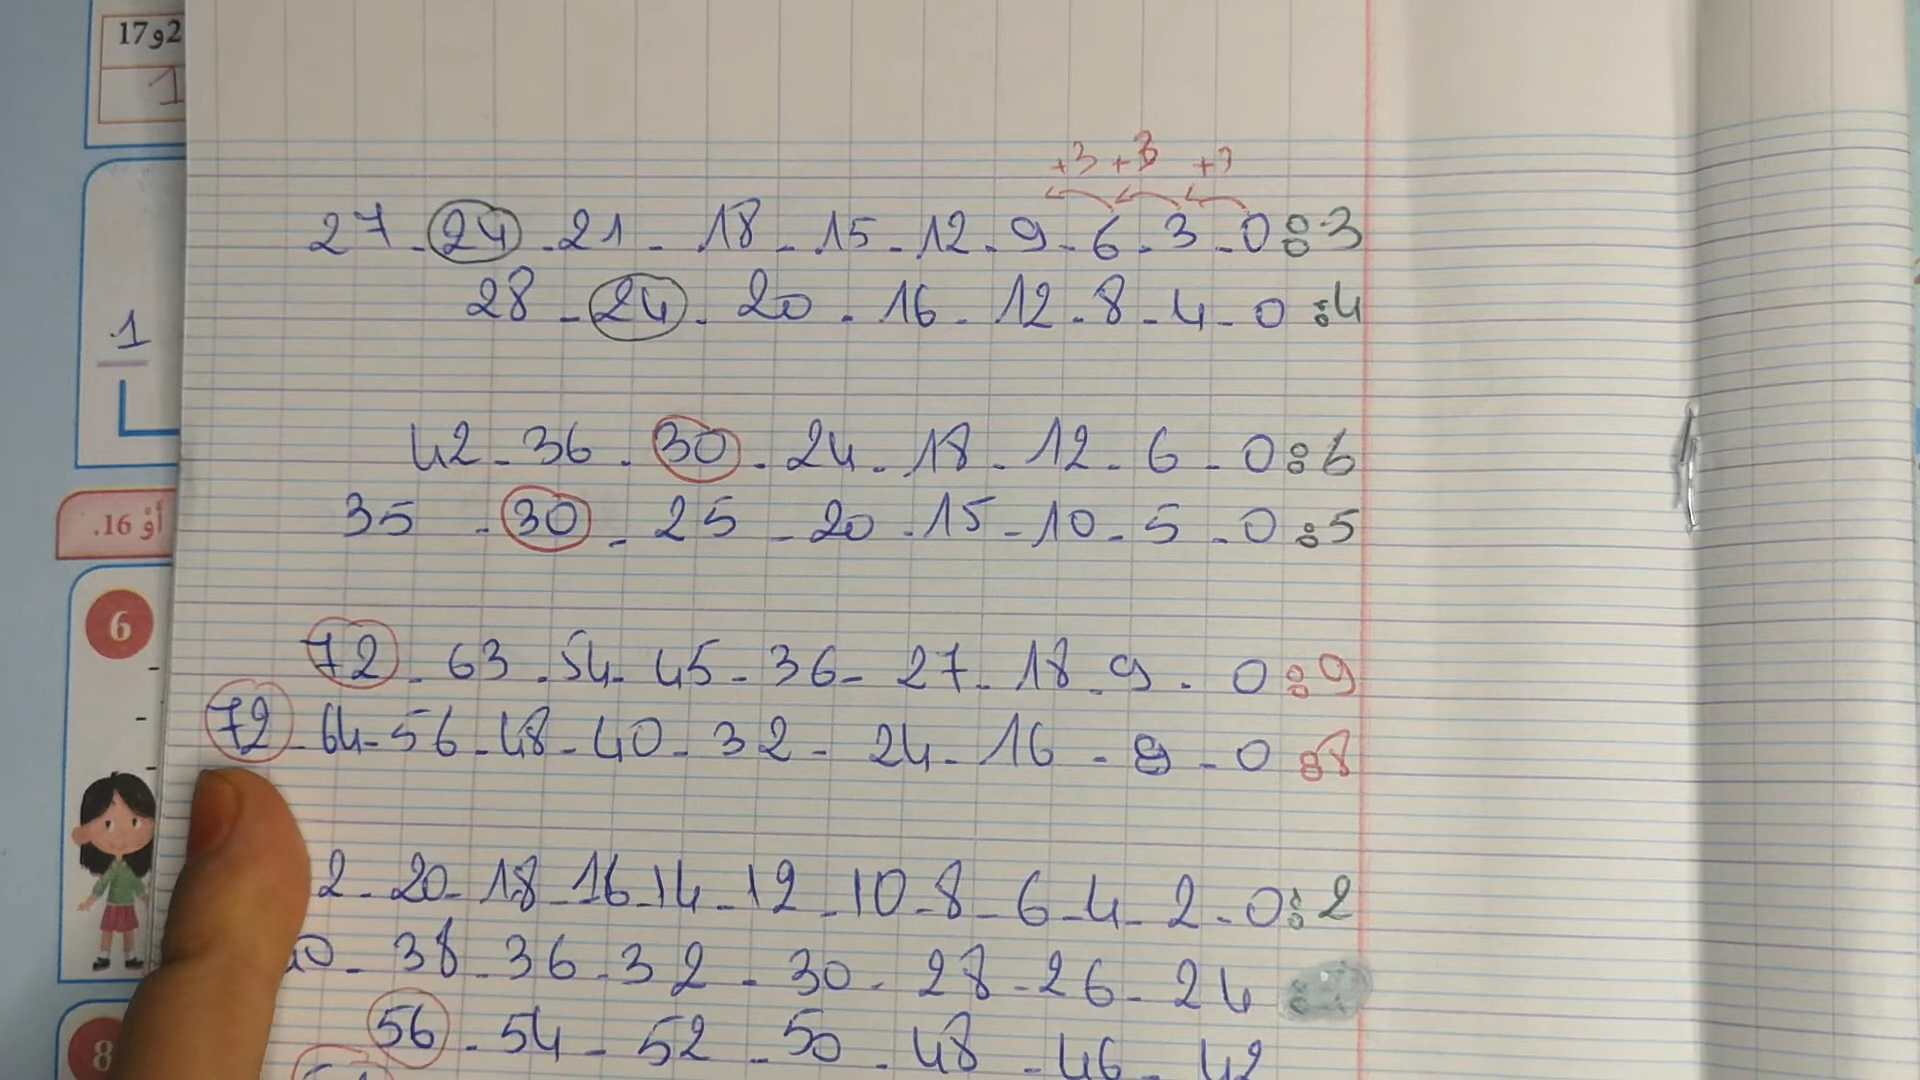 2و17
1
+3 +3 +3
27 - 24 - 21 - 18 - 15 - 12 - 9 - 6 - 3 - 0 : 3
28 - 24 - 20 - 16 - 12 - 8 - 4 - 0 : 4
1
42 - 36 - 30 - 24 - 18 - 12 - 6 - 0 : 6
35 - 30 - 25 - 20 - 15 - 10 - 5 - 0 : 5
أو 16.
6
72 - 63 - 54 - 45 - 36 - 27 - 18 - 9 - 0 : 9
72 - 64 - 56 - 48 - 40 - 32 - 24 - 16 - 8 - 0 : 8
2 - 20 - 18 - 16 - 14 - 12 - 10 - 8 - 6 - 4 - 2 - 0 : 2
0 - 38 - 36 - 32 - 30 - 28 - 26 - 24
56 - 54 - 52 - 50 - 48 - 46 - 42
8